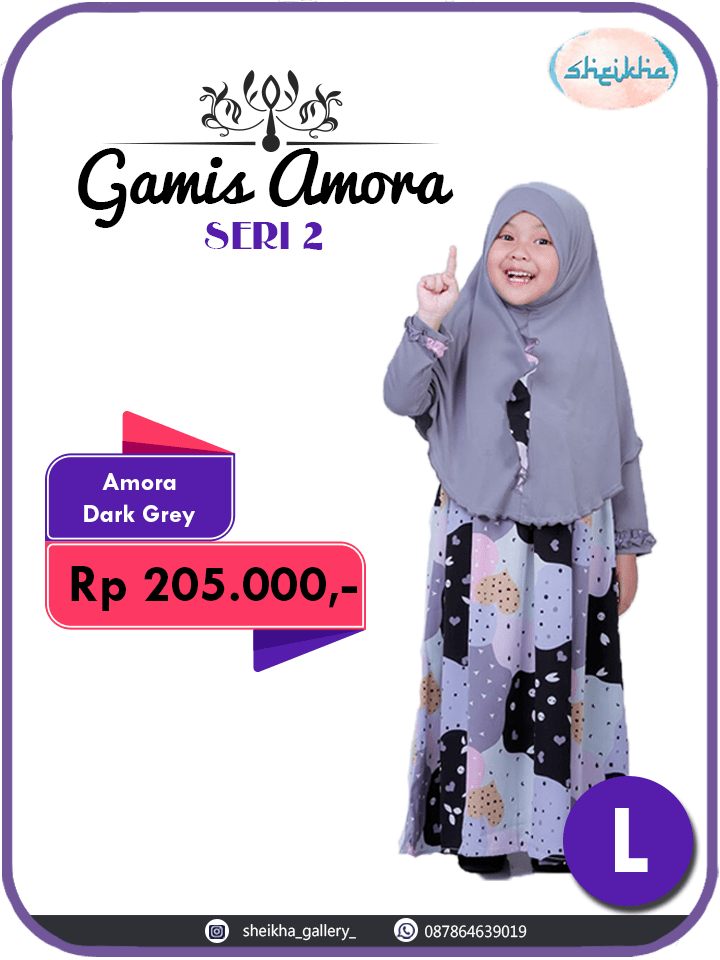 sheikha
Gamis Amora
SERI 2
Amora
Dark Grey
Rp 205.000,-
L
sheikha_gallery_
087864639019